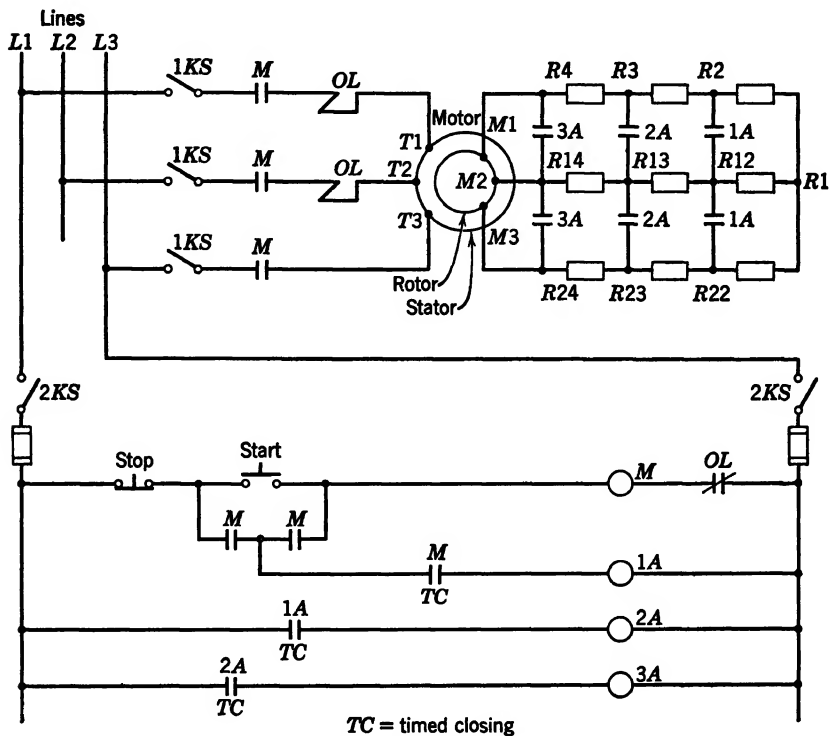 Lines
L1 L2 L3
1KS M OL
R4 R3 R2
Motor M1
3A 2A 1A
T1
1KS M OL T2 M2 R14 R13 R12 R1
T3
3A 2A 1A
1KS M M3
Rotor
Stator
R24 R23 R22
2KS 2KS
Stop Start M OL
M M
M 1A
TC
1A 2A
TC
2A 3A
TC
TC = timed closing